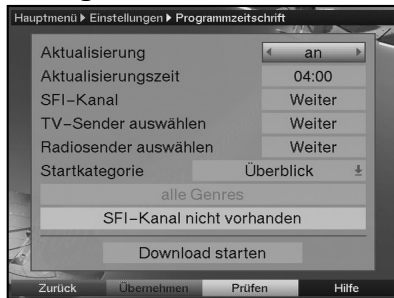 Hauptmenü Einstellungen Programmzeitschrift
Aktualisierung an
Aktualisierungszeit 04:00
SFI-Kanal Weiter
TV-Sender auswählen Weiter
Radiosender auswählen Weiter
Startkategorie Überblick
alle Genres
SFI-Kanal nicht vorhanden
Download starten
Zurück Übernehmen Prüfen Hilfe